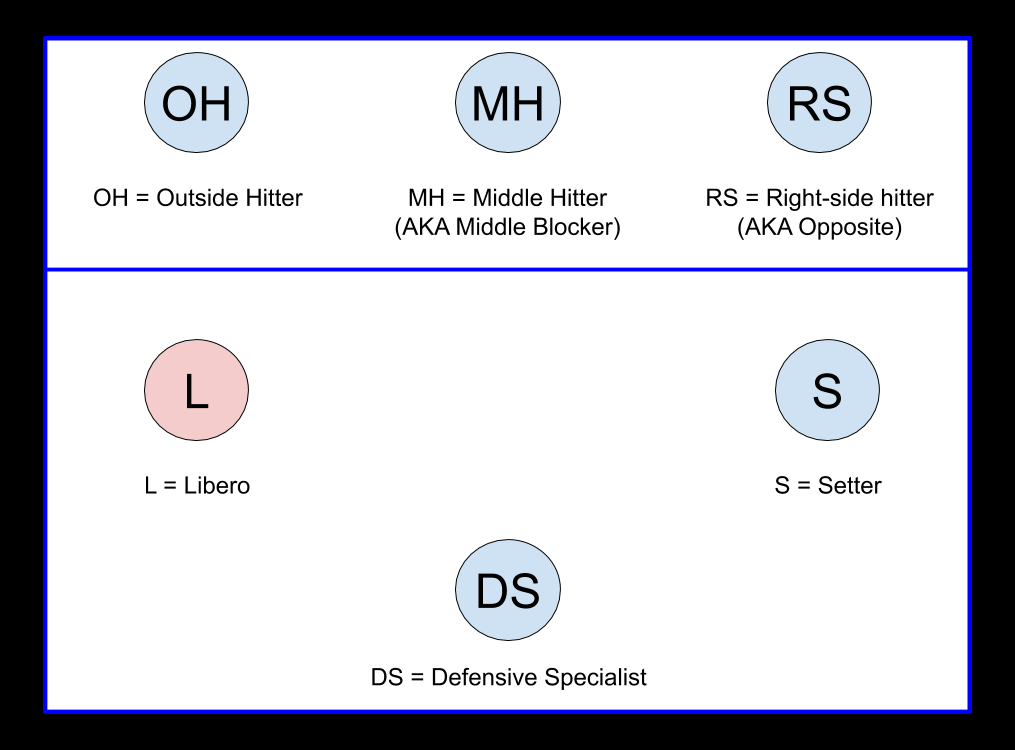 OH
MH
RS
OH = Outside Hitter
MH = Middle Hitter
(AKA Middle Blocker)
RS = Right-side hitter
(AKA Opposite)
L
S
L = Libero
S = Setter
DS
DS = Defensive Specialist